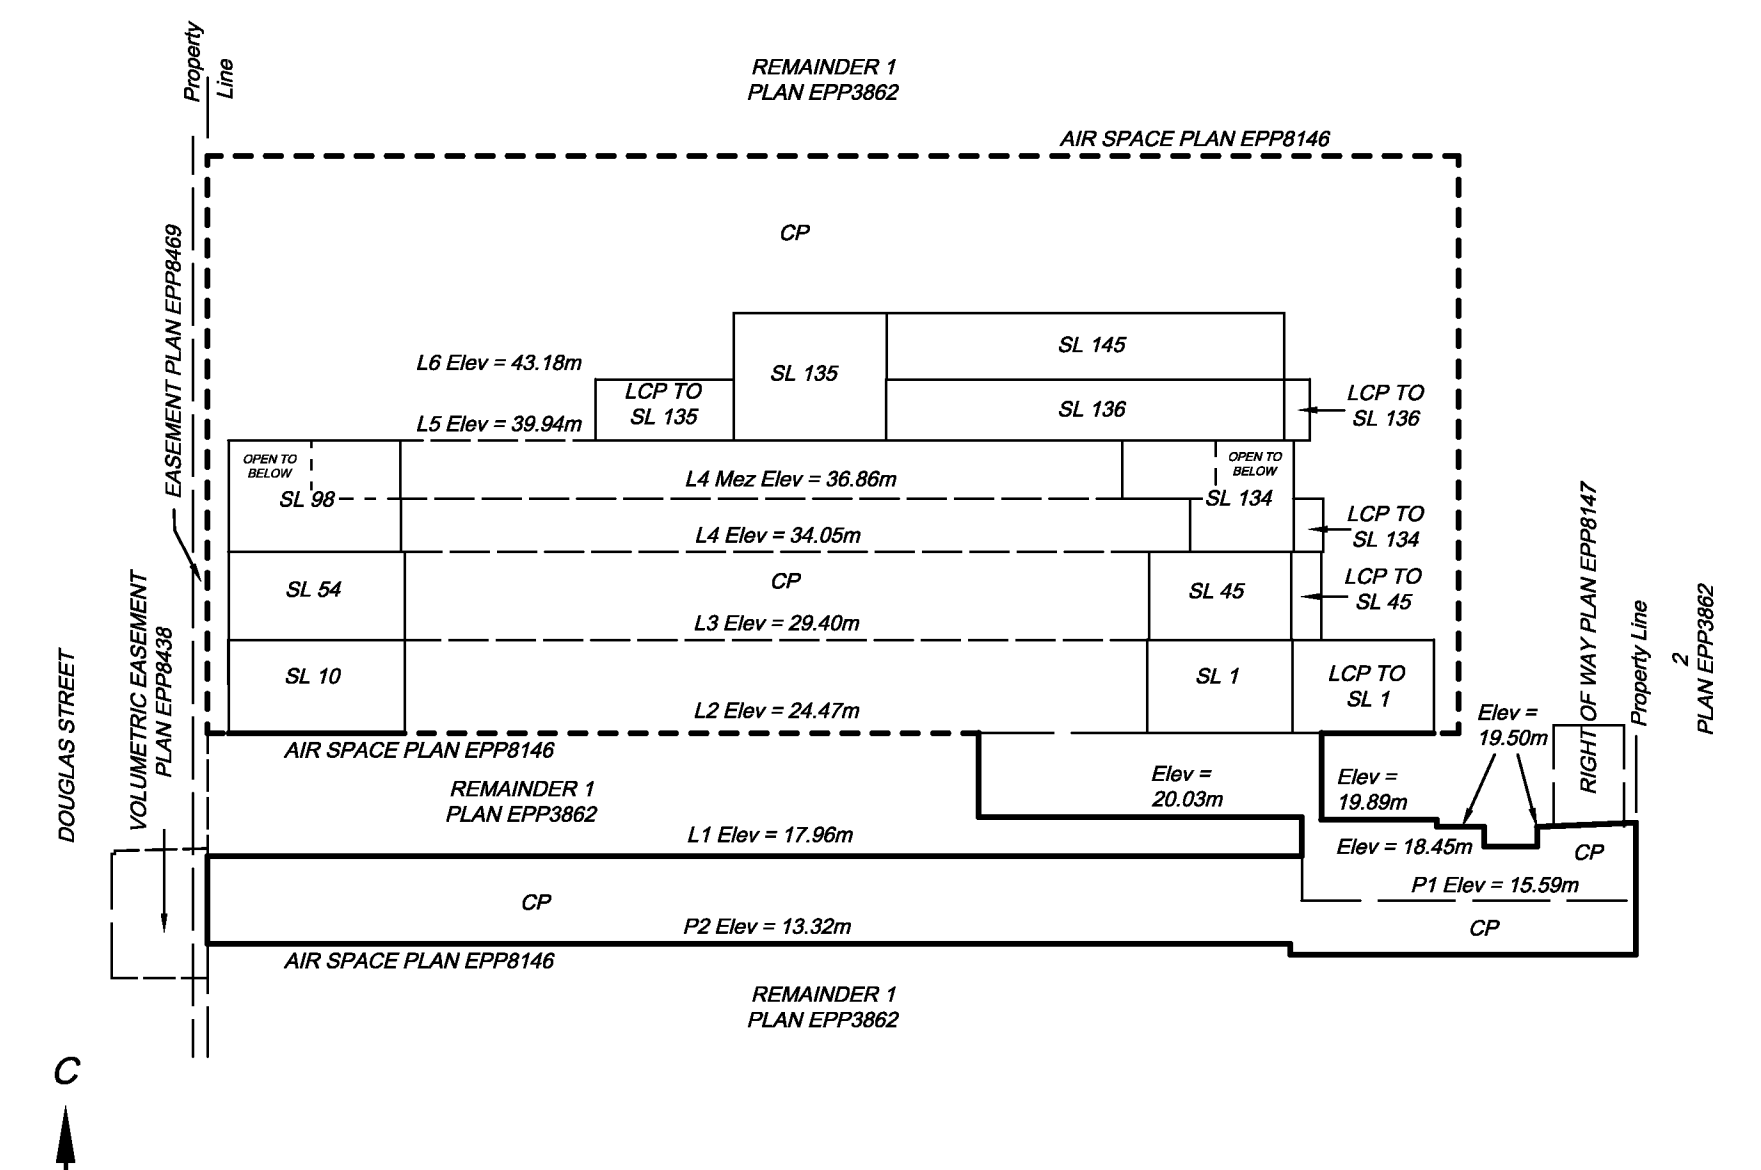 Property
Line
REMAINDER 1
PLAN EPP3862
AIR SPACE PLAN EPP8146
CP
EASEMENT PLAN EPP8469
L6 Elev = 43.18m
SL 135
SL 145
LCP TO
SL 135
SL 136
LCP TO
SL 136
L5 Elev = 39.94m
OPEN TO
BELOW
SL 98
L4 Mez Elev = 36.86m
OPEN TO
BELOW
SL 134
L4 Elev = 34.05m
LCP TO
SL 134
SL 54
CP
SL 45
LCP TO
SL 45
L3 Elev = 29.40m
SL 10
SL 1
LCP TO
SL 1
L2 Elev = 24.47m
RIGHT OF WAY PLAN EPP8147
Property Line
2
PLAN EPP3862
DOUGLAS STREET
VOLUMETRIC EASEMENT
PLAN EPP8438
AIR SPACE PLAN EPP8146
Elev =
19.50m
REMAINDER 1
PLAN EPP3862
Elev =
20.03m
Elev =
19.89m
L1 Elev = 17.96m
Elev = 18.45m
CP
P1 Elev = 15.59m
CP
P2 Elev = 13.32m
CP
AIR SPACE PLAN EPP8146
REMAINDER 1
PLAN EPP3862
C